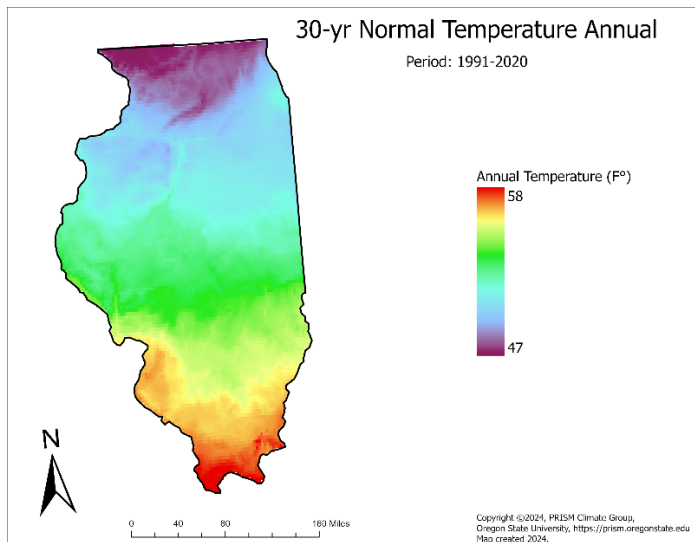 30-yr Normal Temperature Annual
Period: 1991-2020
Annual Temperature (F°)
58
47
N
0 40 80 160 Miles
Copyright ©2024, PRISM Climate Group,
Oregon State University, https://prism.oregonstate.edu
Map created 2024.